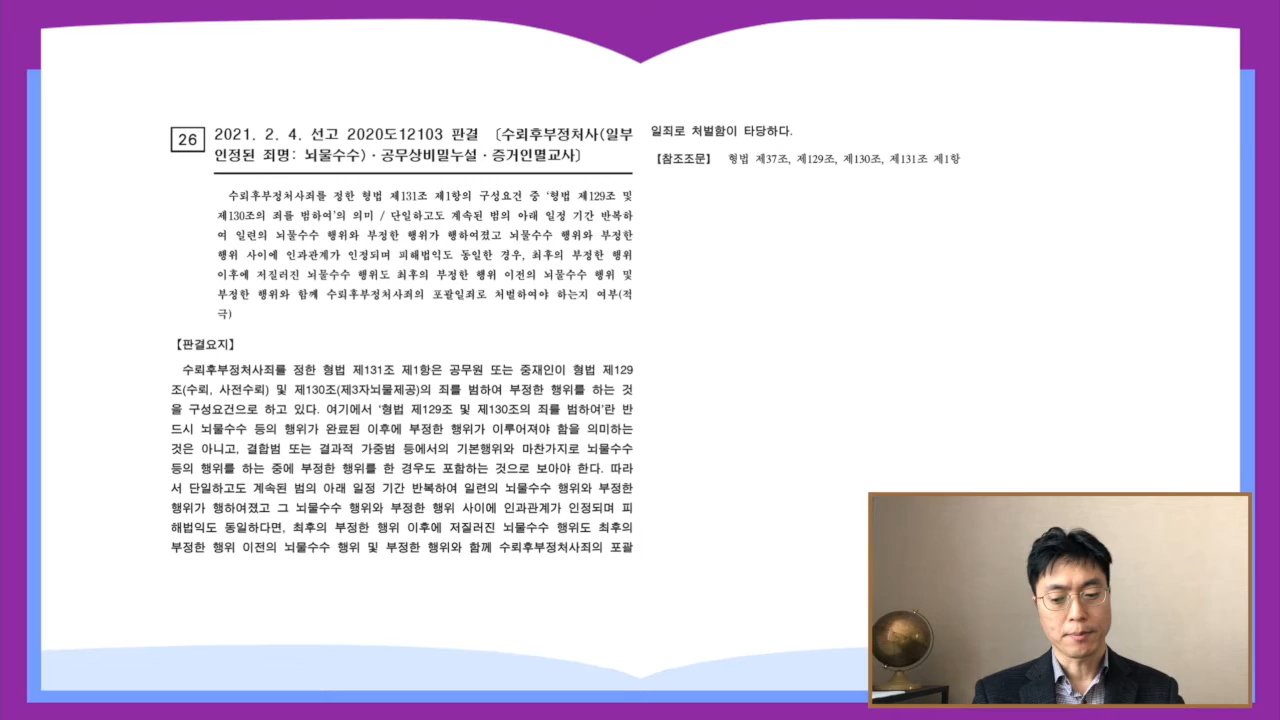 26
2021. 2. 4. 선고 2020도12103 판결 〔수뢰후부정처사(일부
인정된 죄명: 뇌물수수)·공무상비밀누설·증거인멸교사〕
수뢰후부정처사죄를 정한 형법 제131조 제1항의 구성요건 중 '형법 제129조 및
제130조의 죄를 범하여'의 의미 / 단일하고도 계속된 범의 아래 일정 기간 반복하
여 일련의 뇌물수수 행위와 부정한 행위가 행하여졌고 뇌물수수 행위와 부정한
행위 사이에 인과관계가 인정되며 피해법익도 동일한 경우, 최후의 부정한 행위
이후에 저질러진 뇌물수수 행위도 최후의 부정한 행위 이전의 뇌물수수 행위 및
부정한 행위와 함께 수뢰후부정처사죄의 포괄일죄로 처벌하여야 하는지 여부(적
극)
【판결요지】
수뢰후부정처사죄를 정한 형법 제131조 제1항은 공무원 또는 중재인이 형법 제129
조(수뢰, 사전수뢰) 및 제130조(제3자뇌물제공)의 죄를 범하여 부정한 행위를 하는 것
을 구성요건으로 하고 있다. 여기에서 '형법 제129조 및 제130조의 죄를 범하여'란 반
드시 뇌물수수 등의 행위가 완료된 이후에 부정한 행위가 이루어져야 함을 의미하는
것은 아니고, 결합범 또는 결과적 가중범 등에서의 기본행위와 마찬가지로 뇌물수수
등의 행위를 하는 중에 부정한 행위를 한 경우도 포함하는 것으로 보아야 한다. 따라
서 단일하고도 계속된 범의 아래 일정 기간 반복하여 일련의 뇌물수수 행위와 부정한
행위가 행하여졌고 그 뇌물수수 행위와 부정한 행위 사이에 인과관계가 인정되며 피
해법익도 동일하다면, 최후의 부정한 행위 이후에 저질러진 뇌물수수 행위도 최후의
부정한 행위 이전의 뇌물수수 행위 및 부정한 행위와 함께 수뢰후부정처사죄의 포괄
일죄로 처벌함이 타당하다.
【참조조문】 형법 제37조, 제129조, 제130조, 제131조 제1항